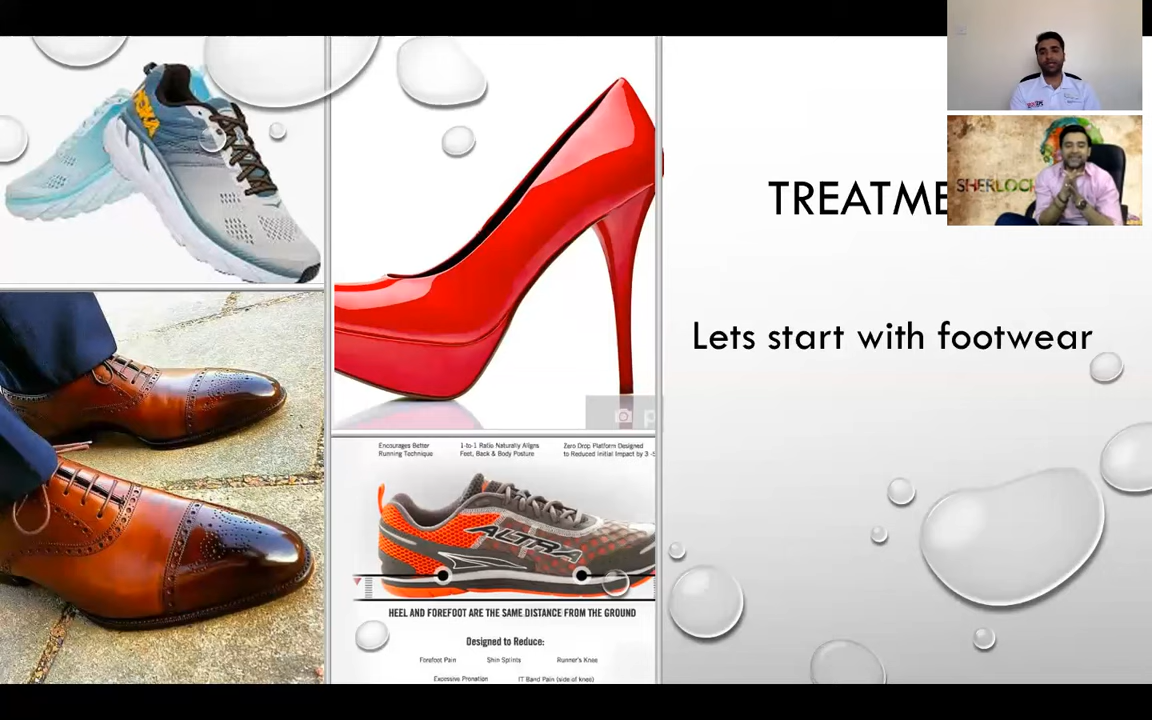 HOKA
TREATME
SHERLOCK
Lets start with footwear
Encourages Better
Running Technique
1-to-1 Ratio Naturally Aligns
Feet, Back & Body Posture
Zero Drop Platform Designed
to Reduced Initial Impact by 3
ALTRA
HEEL AND FOREFOOT ARE THE SAME DISTANCE FROM THE GROUND
Designed to Reduce:
Forefoot Pain Shin Splints Runner's Knee
Excessive Pronation IT Band Pain (side of knee)